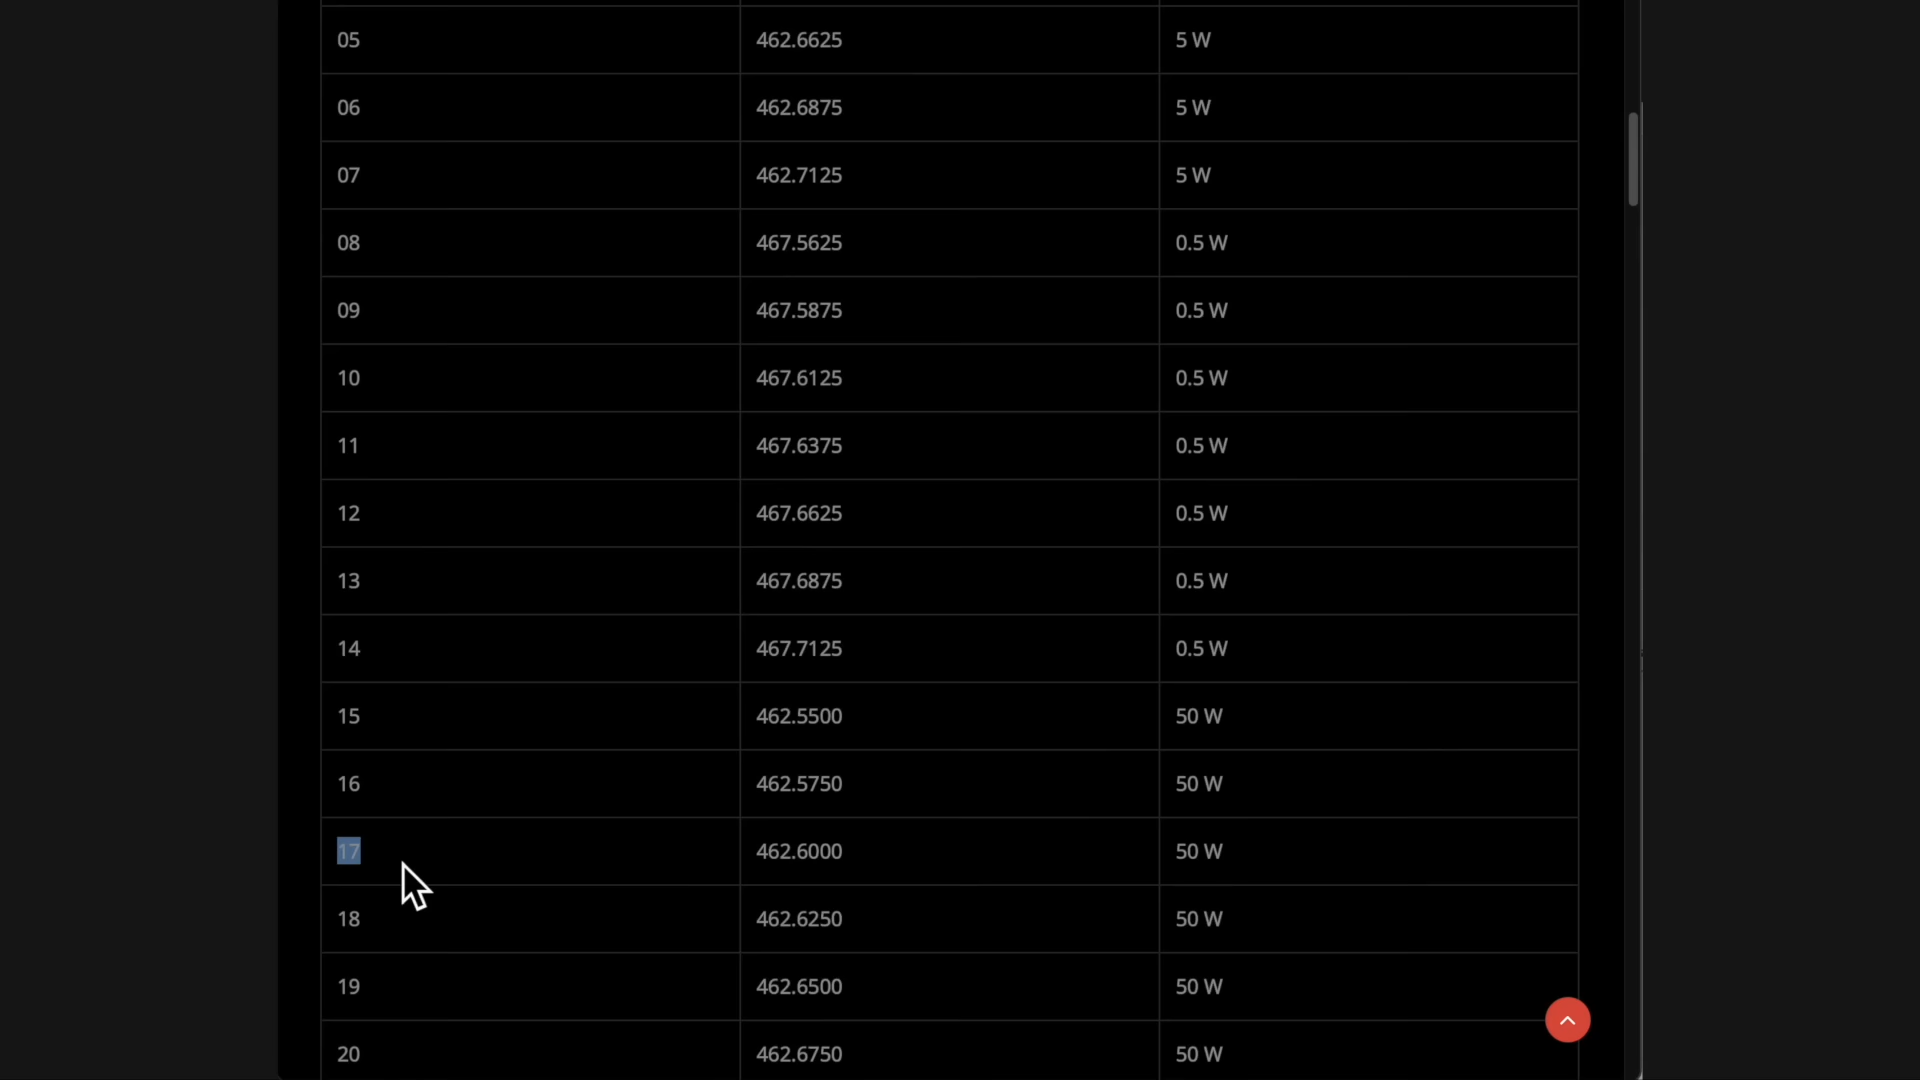 05 462.6625 5 W
06 462.6875 5 W
07 462.7125 5 W
08 467.5625 0.5 W
09 467.5875 0.5 W
10 467.6125 0.5 W
11 467.6375 0.5 W
12 467.6625 0.5 W
13 467.6875 0.5 W
14 467.7125 0.5 W
15 462.5500 50 W
16 462.5750 50 W
17 462.6000 50 W
18 462.6250 50 W
19 462.6500 50 W
20 462.6750 50 W